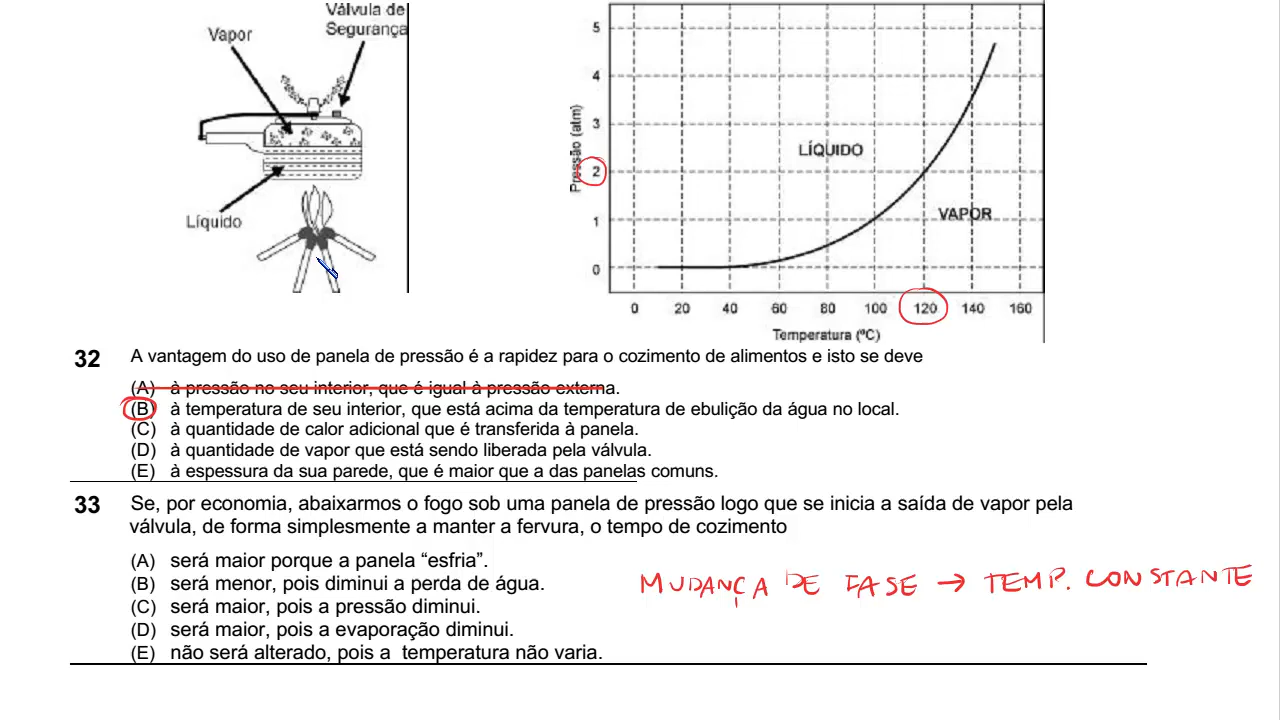 Válvula de
Segurança
Vapor
Líquido
5
4
3
2
1
0
Pressão (atm)
LÍQUIDO
VAPOR
0 20 40 60 80 100 120 140 160
Temperatura (ºC)
32 A vantagem do uso de panela de pressão é a rapidez para o cozimento de alimentos e isto se deve
(A) à pressão no seu interior, que é igual à pressão externa.
(B) à temperatura de seu interior, que está acima da temperatura de ebulição da água no local.
(C) à quantidade de calor adicional que é transferida à panela.
(D) à quantidade de vapor que está sendo liberada pela válvula.
(E) à espessura da sua parede, que é maior que a das panelas comuns.
33 Se, por economia, abaixarmos o fogo sob uma panela de pressão logo que se inicia a saída de vapor pela
válvula, de forma simplesmente a manter a fervura, o tempo de cozimento
(A) será maior porque a panela “esfria”.
(B) será menor, pois diminui a perda de água.
(C) será maior, pois a pressão diminui.
(D) será maior, pois a evaporação diminui.
(E) não será alterado, pois a temperatura não varia.
MUDANÇA DE FASE → TEMP. CONSTANTE